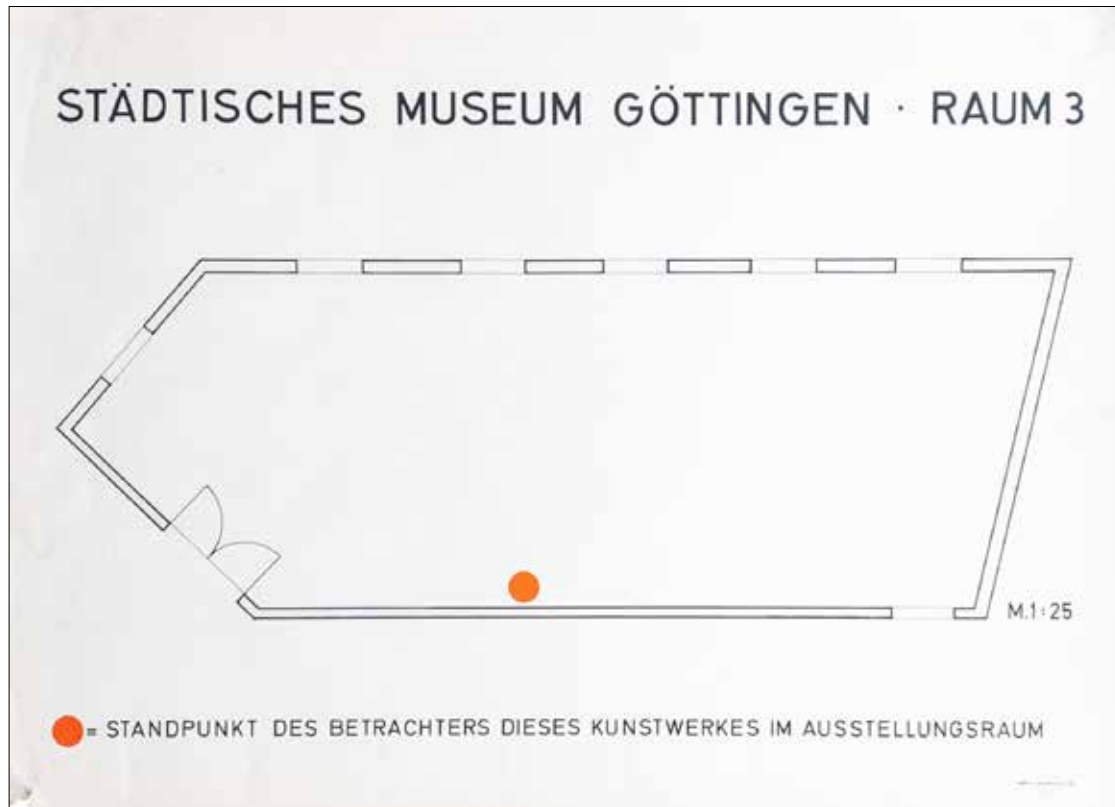 STÄDTISCHES MUSEUM GÖTTINGEN · RAUM 3
M. 1:25
= STANDPUNKT DES BETRACHTERS DIESES KUNSTWERKES IM AUSSTELLUNGSRAUM